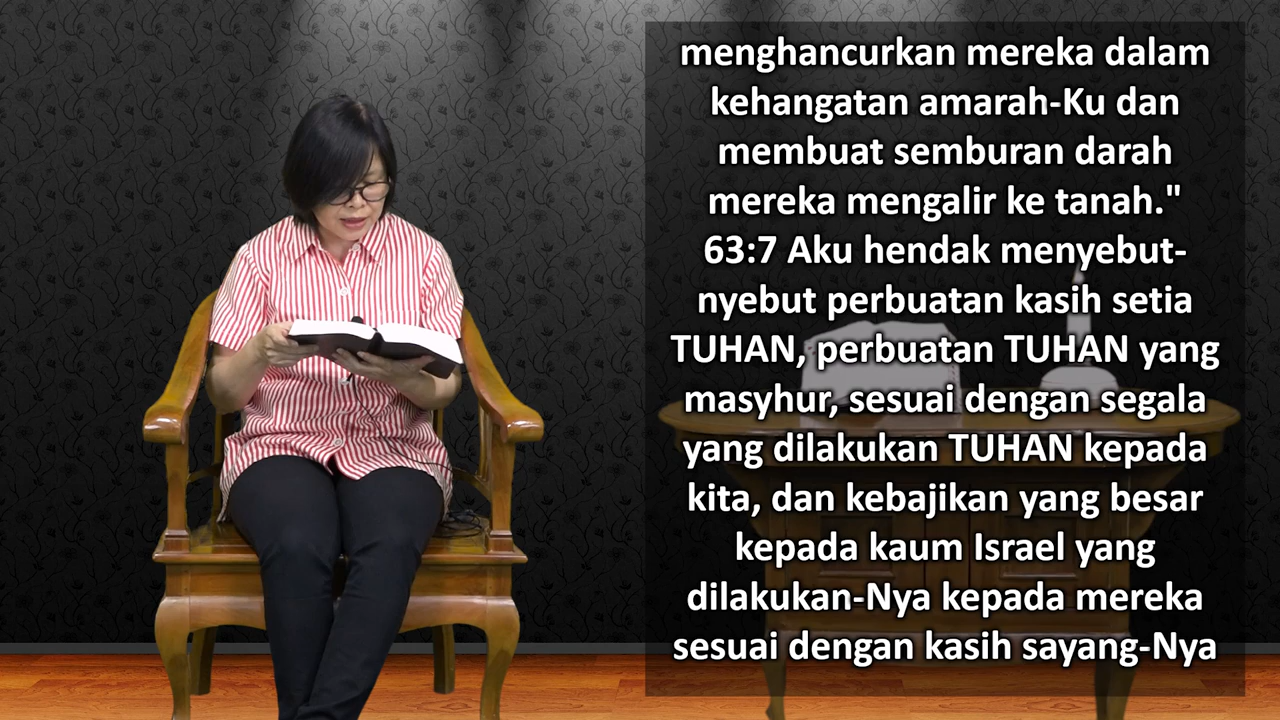 menghancurkan mereka dalam
kehangatan amarah-Ku dan
membuat semburan darah
mereka mengalir ke tanah."
63:7 Aku hendak menyebut-
nyebut perbuatan kasih setia
TUHAN, perbuatan TUHAN yang
masyhur, sesuai dengan segala
yang dilakukan TUHAN kepada
kita, dan kebajikan yang besar
kepada kaum Israel yang
dilakukan-Nya kepada mereka
sesuai dengan kasih sayang-Nya